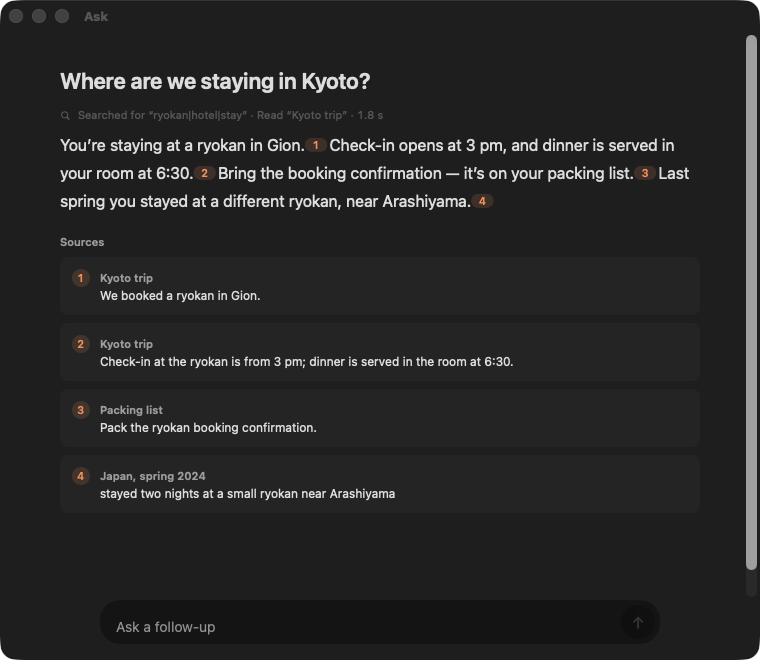 Ask
Where are we staying in Kyoto?
Searched for “ryokan|hotel|stay” · Read “Kyoto trip” · 1.8 s
You’re staying at a ryokan in Gion. 1 Check-in opens at 3 pm, and dinner is served in
your room at 6:30. 2 Bring the booking confirmation — it’s on your packing list. 3 Last
spring you stayed at a different ryokan, near Arashiyama. 4
Sources
1 Kyoto trip
We booked a ryokan in Gion.
2 Kyoto trip
Check-in at the ryokan is from 3 pm; dinner is served in the room at 6:30.
3 Packing list
Pack the ryokan booking confirmation.
4 Japan, spring 2024
stayed two nights at a small ryokan near Arashiyama
Ask a follow-up